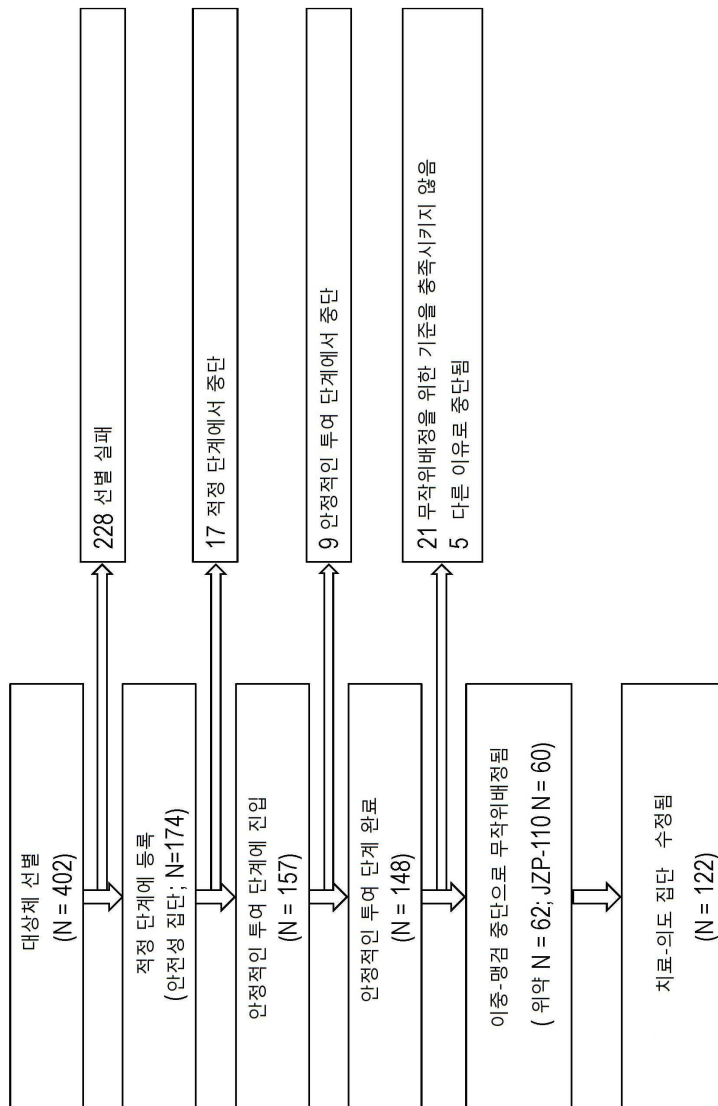 대상체 선별
(N = 402)
228 선별 실패
적정 단계에 등록
(안전성 집단; N=174)
17 적정 단계에서 중단
안정적인 투여 단계에 진입
(N = 157)
9 안정적인 투여 단계에서 중단
안정적인 투여 단계 완료
(N = 148)
21 무작위배정을 위한 기준을 충족시키지 않음
5 다른 이유로 중단됨
이중-맹검 중단으로 무작위배정됨
( 위약 N = 62; JZP-110 N = 60)
치료-의도 집단 수정됨
(N = 122)